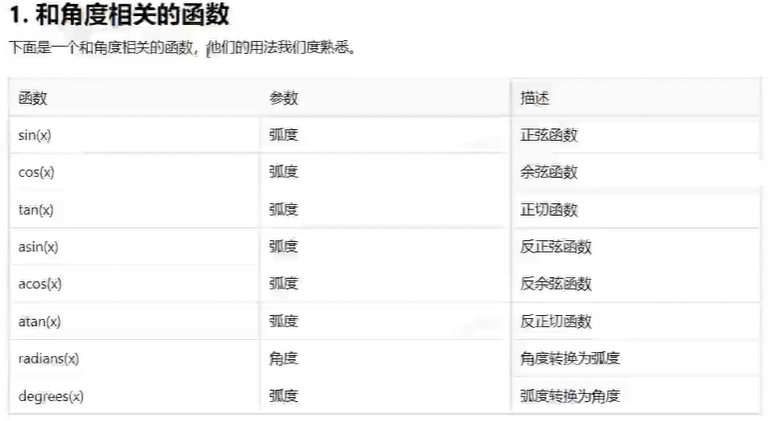 1. 和角度相关的函数
下面是一个和角度相关的函数，他们的用法我们度熟悉。
函数 参数 描述
sin(x) 弧度 正弦函数
cos(x) 弧度 余弦函数
tan(x) 弧度 正切函数
asin(x) 弧度 反正弦函数
acos(x) 弧度 反余弦函数
atan(x) 弧度 反正切函数
radians(x) 角度 角度转换为弧度
degrees(x) 弧度 弧度转换为角度